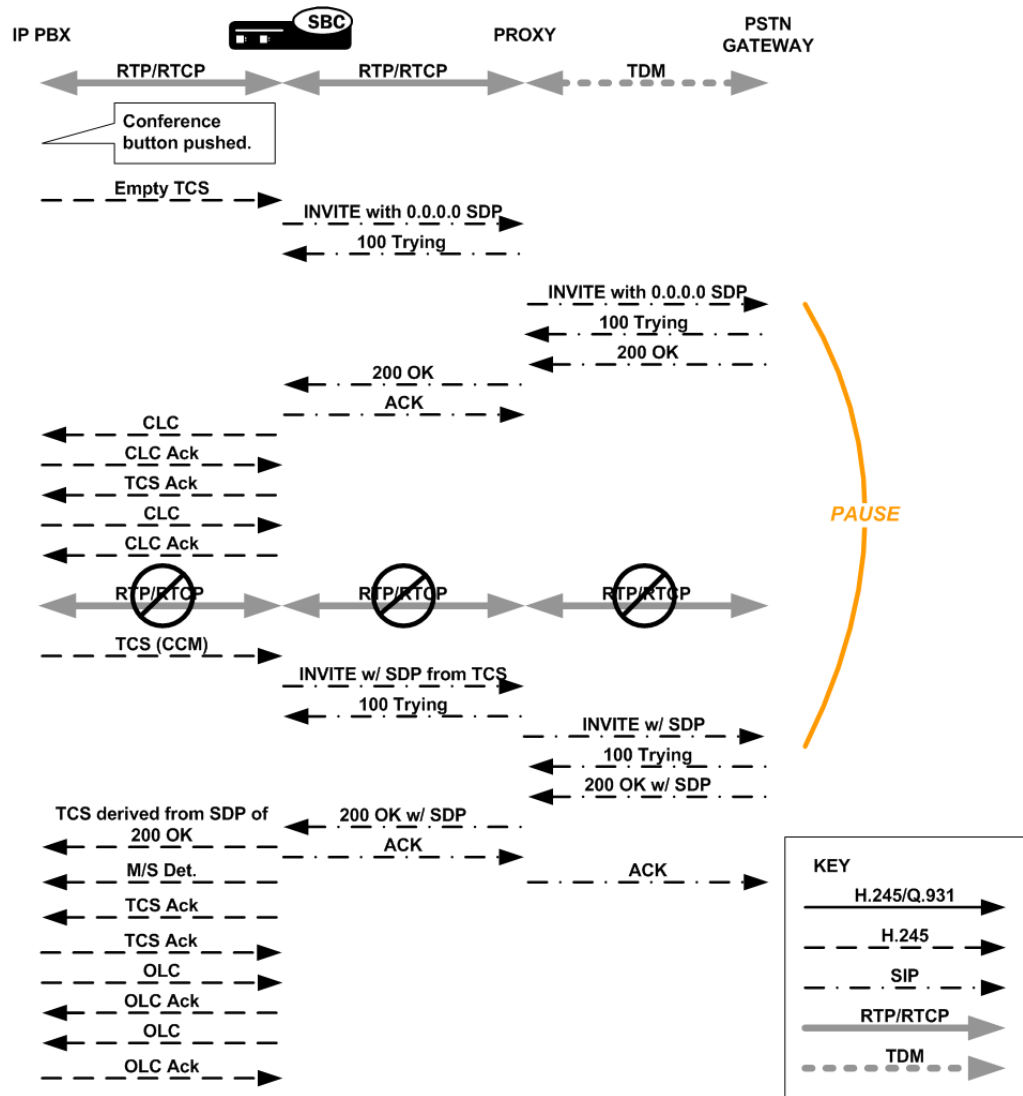 IP PBX
SBC
PROXY
PSTN
GATEWAY
RTP/RTCP
RTP/RTCP
TDM
Conference
button pushed.
Empty TCS
INVITE with 0.0.0.0 SDP
100 Trying
INVITE with 0.0.0.0 SDP
100 Trying
200 OK
200 OK
ACK
CLC
CLC Ack
TCS Ack
CLC
CLC Ack
PAUSE
RTP/RTCP
RTP/RTCP
RTP/RTCP
TCS (CCM)
INVITE w/ SDP from TCS
100 Trying
INVITE w/ SDP
100 Trying
200 OK w/ SDP
200 OK w/ SDP
TCS derived from SDP of
200 OK
ACK
M/S Det.
ACK
TCS Ack
TCS Ack
OLC
OLC Ack
OLC
OLC Ack
KEY
H.245/Q.931
H.245
SIP
RTP/RTCP
TDM